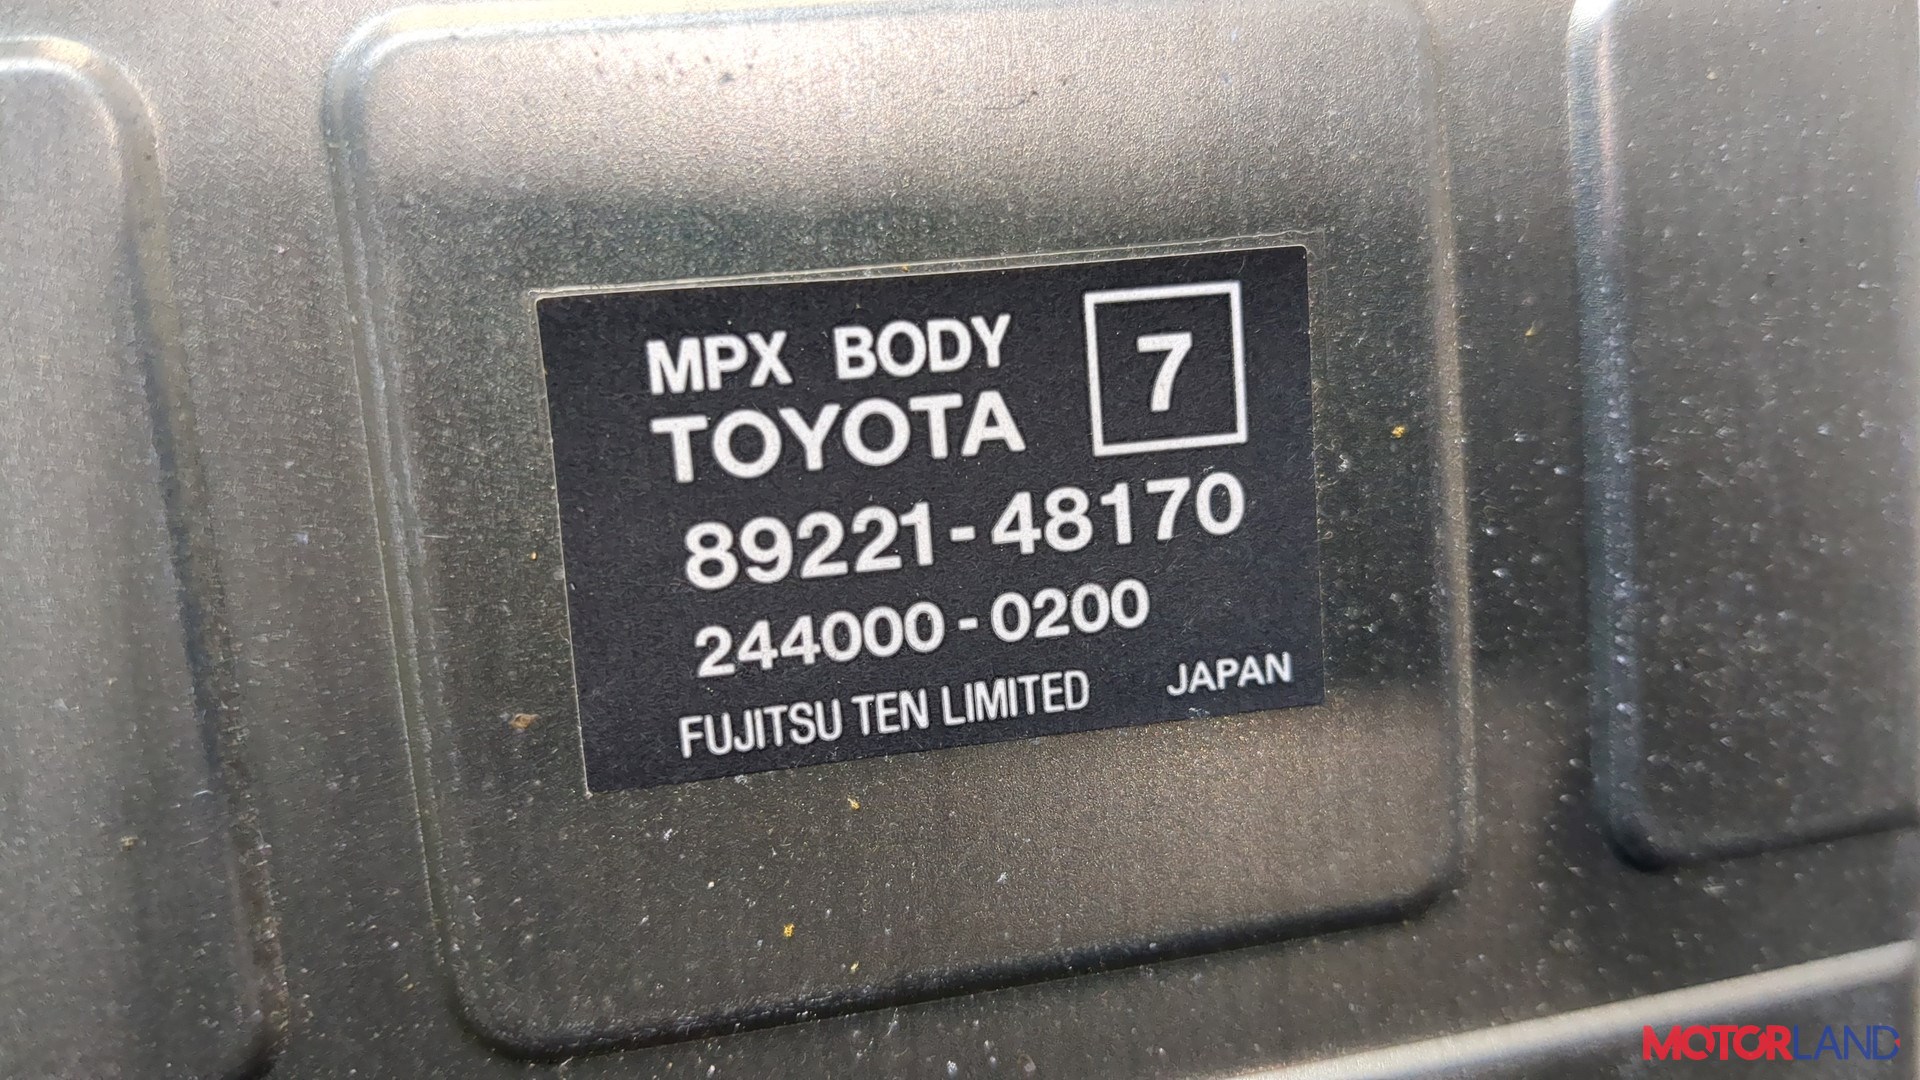 MPX BODY
7
TOYOTA
89221-48170
244000-0200
FUJITSU TEN LIMITED JAPAN
MOTORLAND